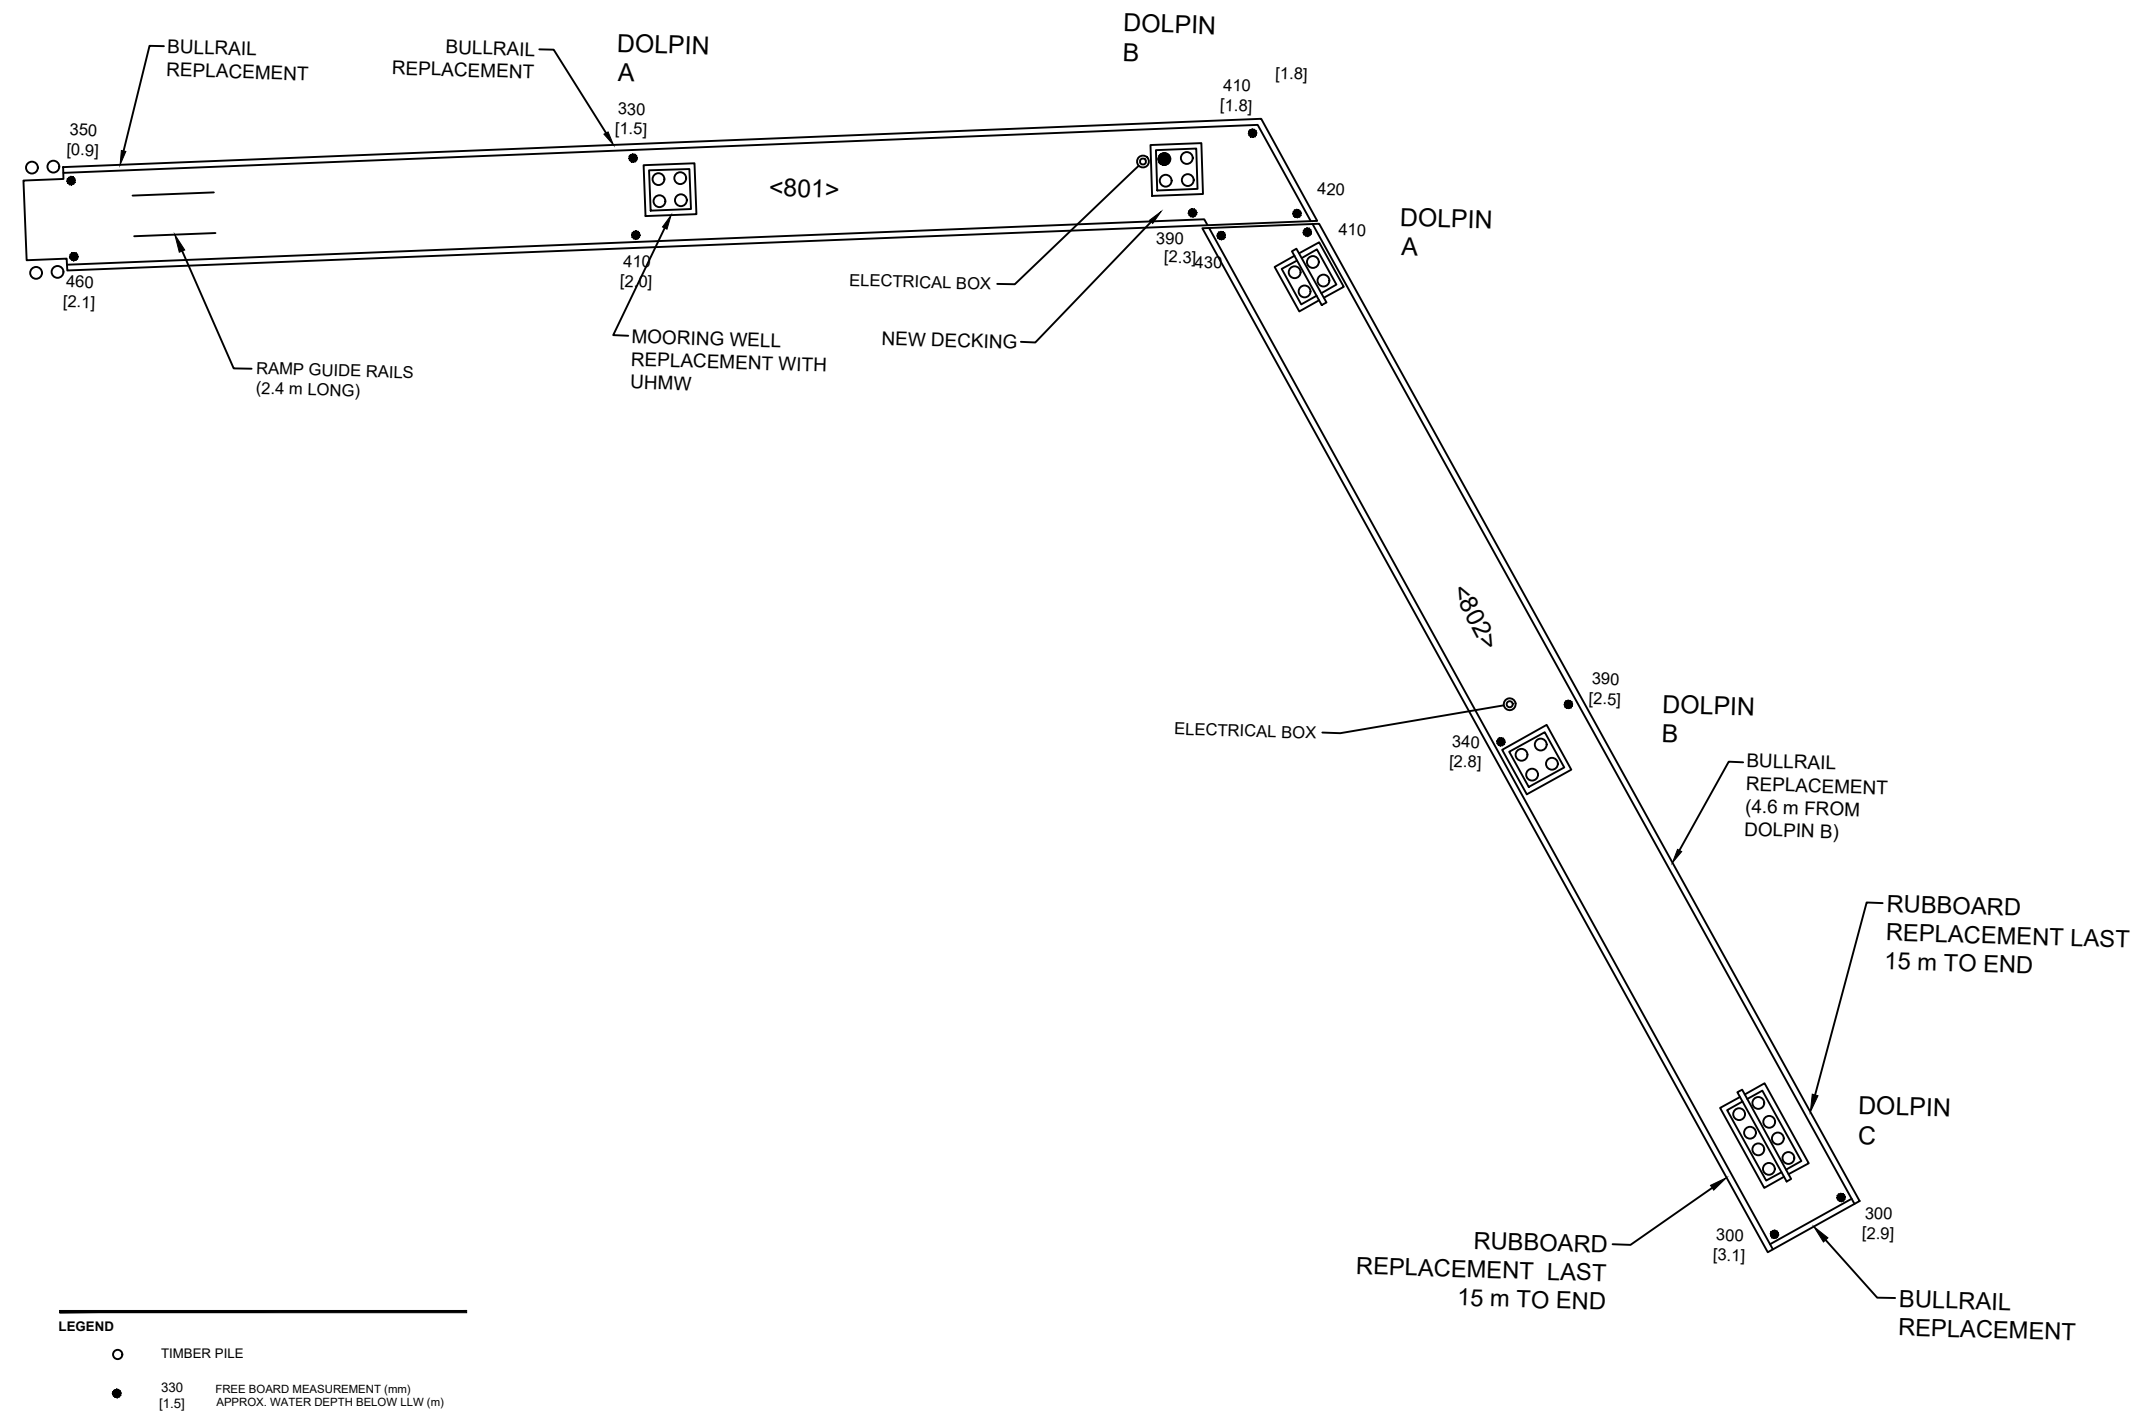 BULLRAIL
REPLACEMENT
BULLRAIL
REPLACEMENT
DOLPIN
A
DOLPIN
B
350
[0.9]
330
[1.5]
410
[1.8]
[1.8]
<801>
420
DOLPIN
A
410
460
[2.1]
410
[2.0]
390
[2.3]
430
ELECTRICAL BOX
NEW DECKING
MOORING WELL
REPLACEMENT WITH
UHMW
RAMP GUIDE RAILS
(2.4 m LONG)
<802>
390
[2.5]
DOLPIN
B
ELECTRICAL BOX
340
[2.8]
BULLRAIL
REPLACEMENT
(4.6 m FROM
DOLPIN B)
RUBBOARD
REPLACEMENT LAST
15 m TO END
DOLPIN
C
300
[2.9]
300
[3.1]
RUBBOARD
REPLACEMENT LAST
15 m TO END
BULLRAIL
REPLACEMENT
LEGEND
TIMBER PILE
330 FREE BOARD MEASUREMENT (mm)
[1.5] APPROX. WATER DEPTH BELOW LLW (m)